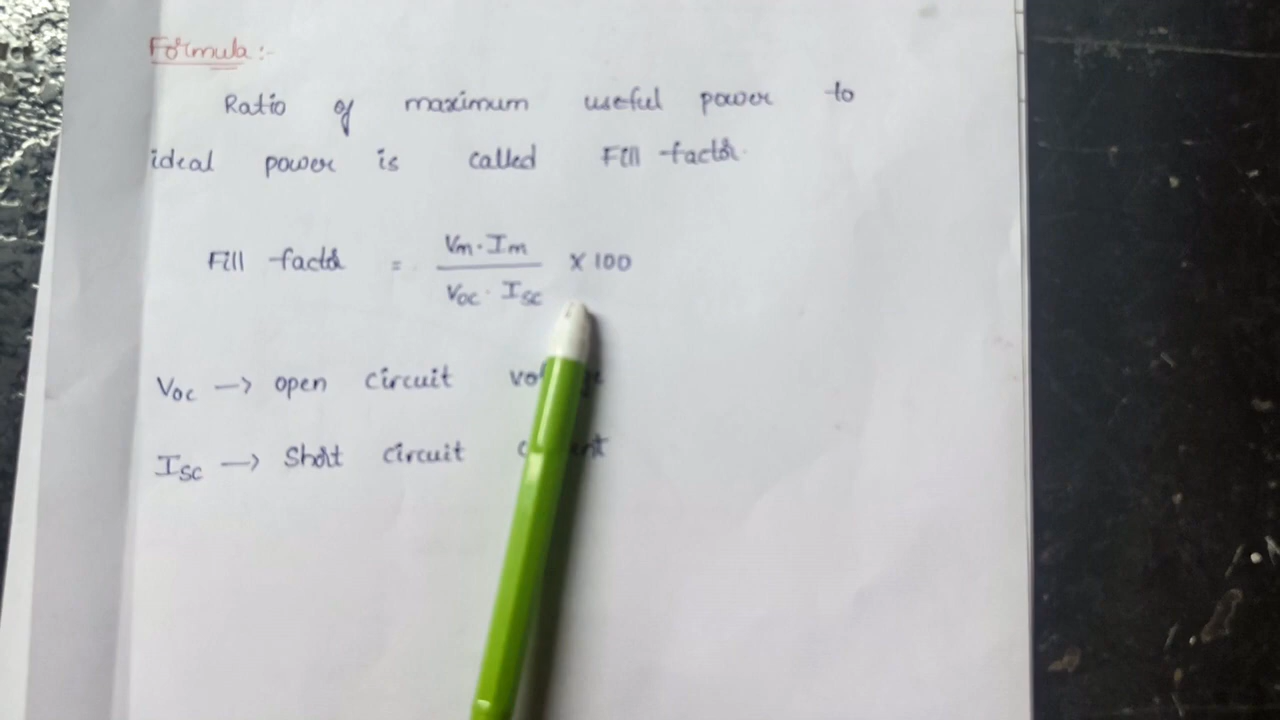 Formula :-
Ratio of maximum useful power to
ideal power is called Fill factor.
Fill factor = Vm . Im / Voc . Isc × 100
Voc → open circuit
Isc → Short circuit